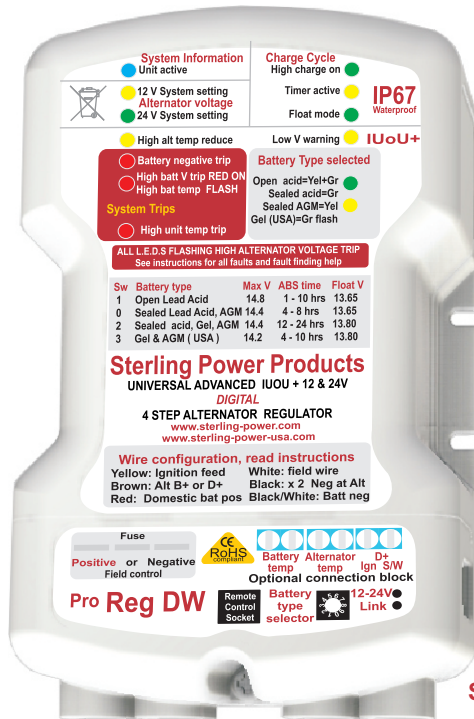 System Information
Unit active
Charge Cycle
High charge on
12 V System setting
Alternator voltage
24 V System setting
Timer active
Float mode
IP67
Waterproof
High alt temp reduce
Low V warning
IUoU+
Battery negative trip
High batt V trip RED ON
High bat temp FLASH
System Trips
High unit temp trip
Battery Type selected
Open acid=Yel+Gr
Sealed acid=Gr
Sealed AGM=Yel
Gel (USA)=Gr flash
ALL L.E.D.S FLASHING HIGH ALTERNATOR VOLTAGE TRIP
See instructions for all faults and fault finding help
Sw Battery type Max V ABS time Float V
1 Open Lead Acid 14.8 1 - 10 hrs 13.65
0 Sealed Lead Acid, AGM 14.4 4 - 8 hrs 13.65
2 Sealed acid, Gel, AGM 14.4 12 - 24 hrs 13.80
3 Gel & AGM ( USA ) 14.2 4 - 10 hrs 13.80
Sterling Power Products
UNIVERSAL ADVANCED IUOU + 12 & 24V
DIGITAL
4 STEP ALTERNATOR REGULATOR
www.sterling-power.com
www.sterling-power-usa.com
Wire configuration, read instructions
Yellow: Ignition feed White: field wire
Brown: Alt B+ or D+ Black: x 2 Neg at Alt
Red: Domestic bat pos Black/White: Batt neg
Fuse
Positive or Negative
Field control
CE
RoHS
compliant
Battery temp
Alternator temp
D+
Ign S/W
Optional connection block
Pro Reg DW
Remote
Control
Socket
Battery
type
selector
12-24V
Link
S